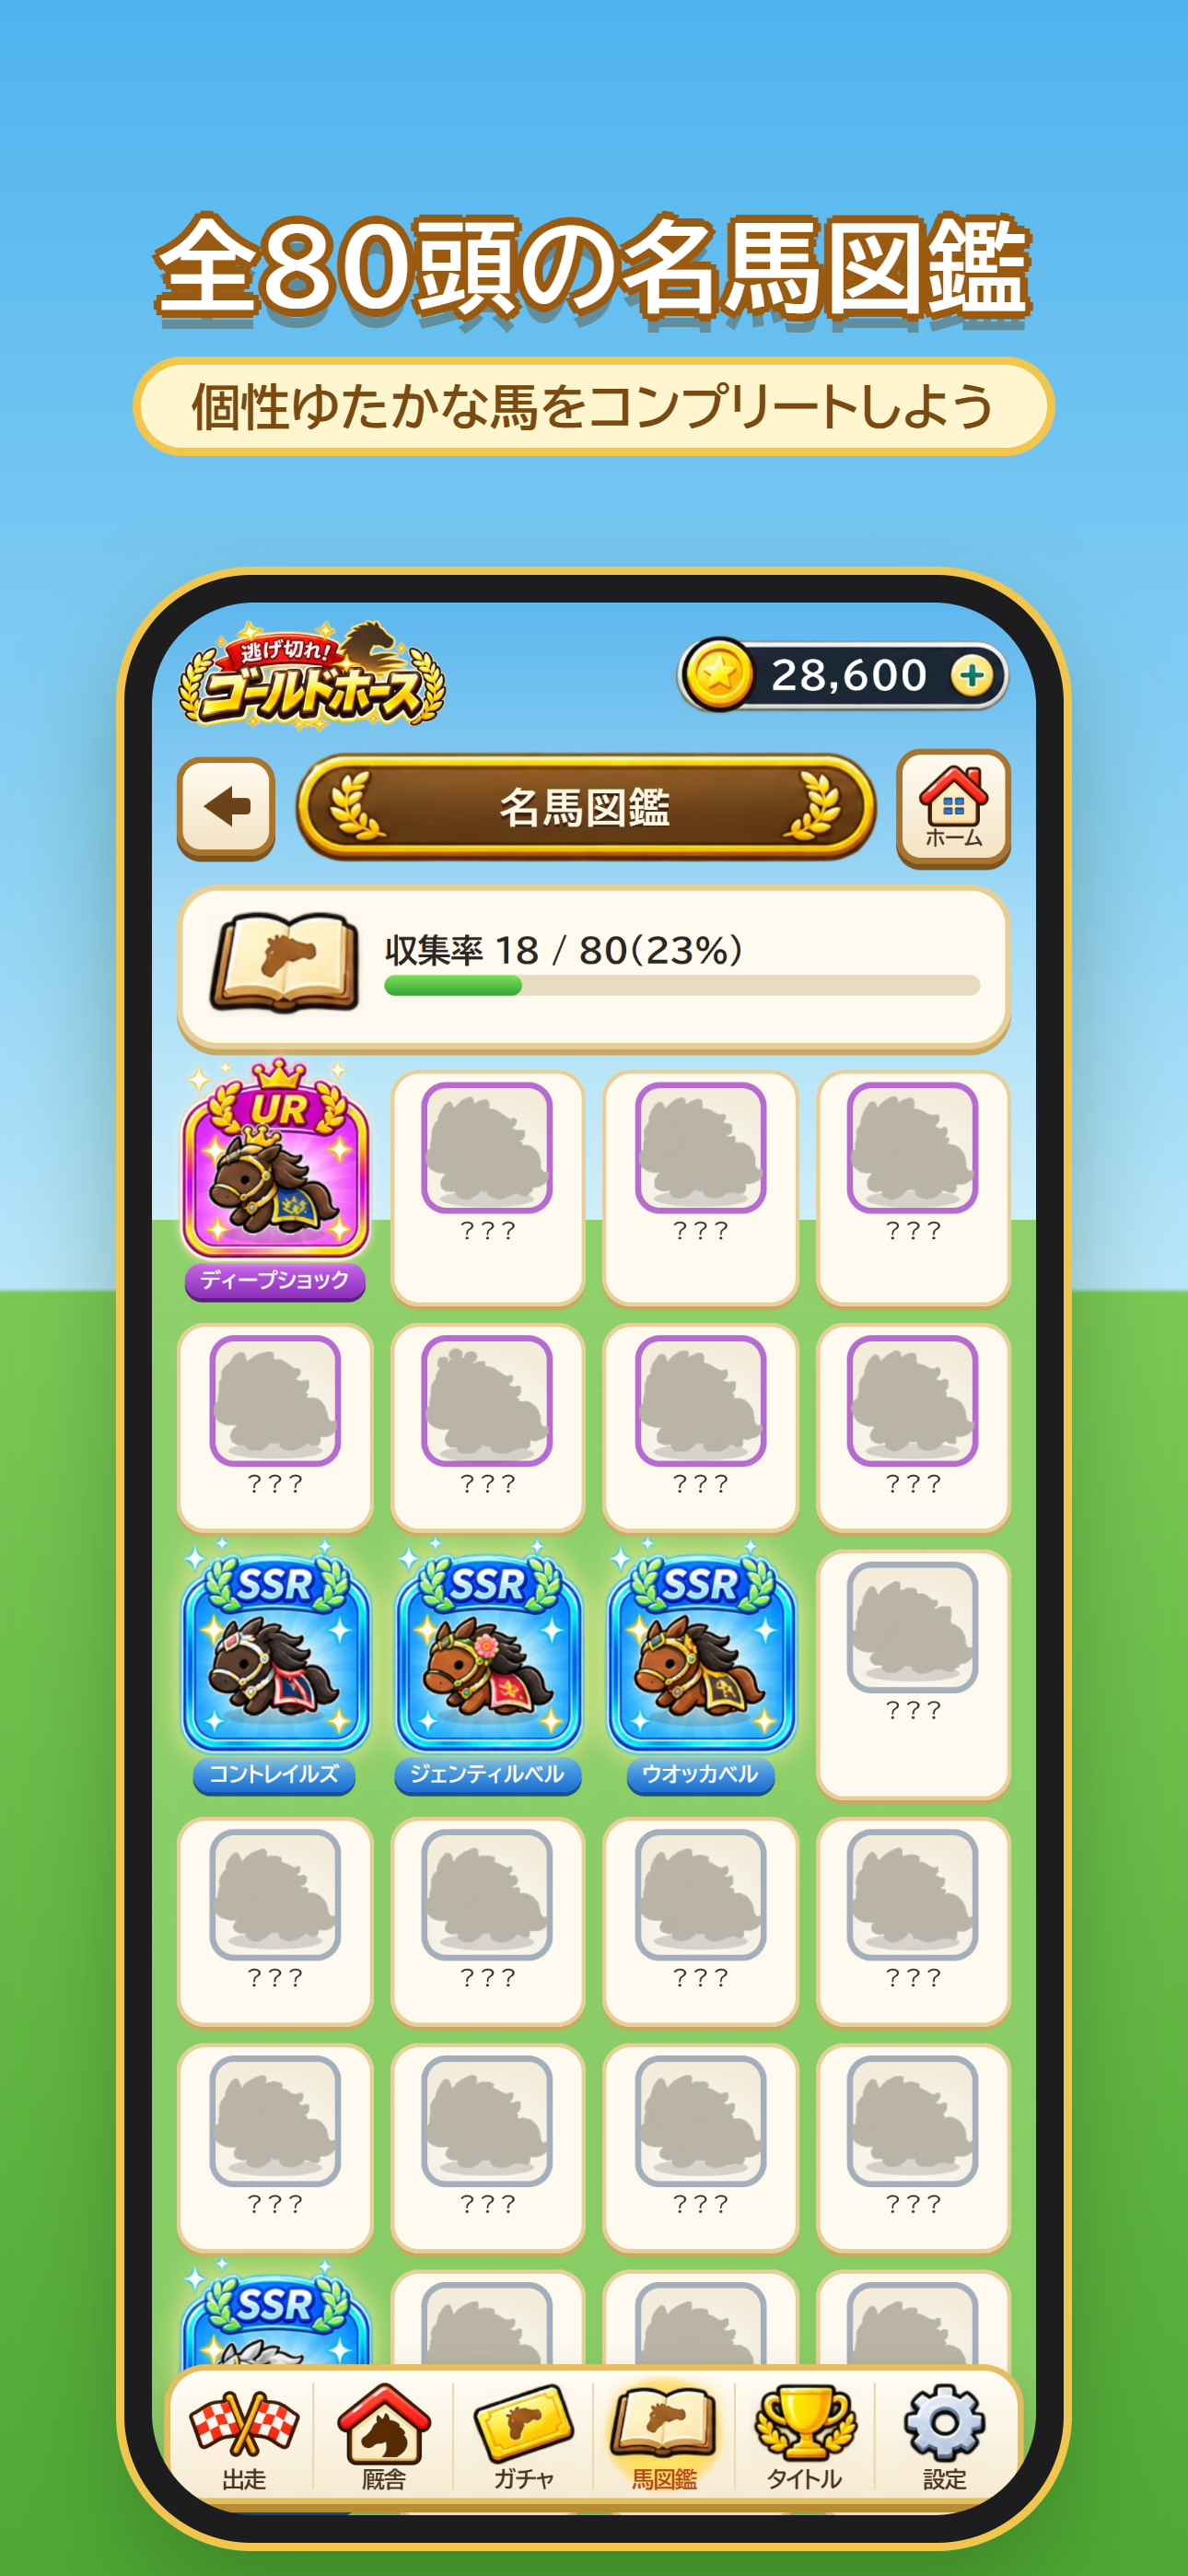 全80頭の名馬図鑑
個性ゆたかな馬をコンプリートしよう
逃げ切れ!
ゴールドホース
28,600
名馬図鑑
ホーム
収集率 18 / 80(23%)
UR
ディープショック
???
???
???
???
???
???
???
SSR
SSR
SSR
コントレイルズ
ジェンティルベル
ウオッカベル
???
???
???
???
???
???
???
???
???
SSR
出走
厩舎
ガチャ
馬図鑑
タイトル
設定